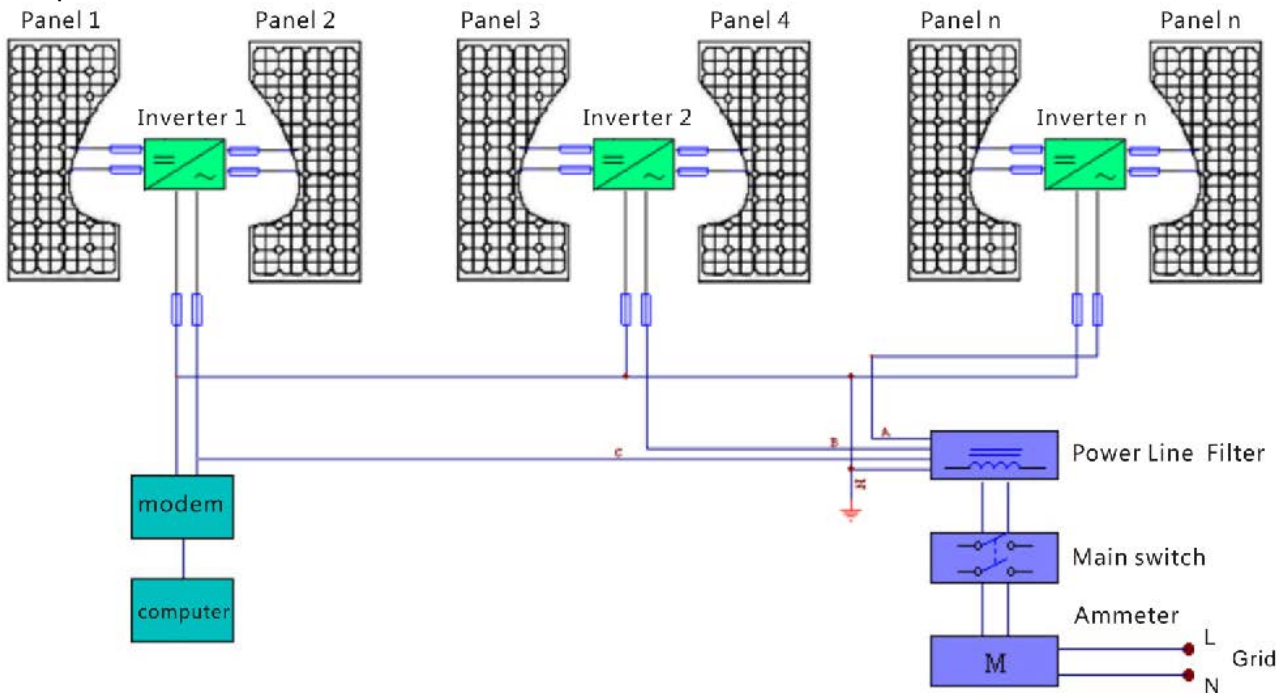 Panel 1
Panel 2
Panel 3
Panel 4
Panel n
Panel n
Inverter 1
Inverter 2
Inverter n
A
B
C
N
Power Line Filter
modem
Main switch
computer
Ammeter
M
L
Grid
N